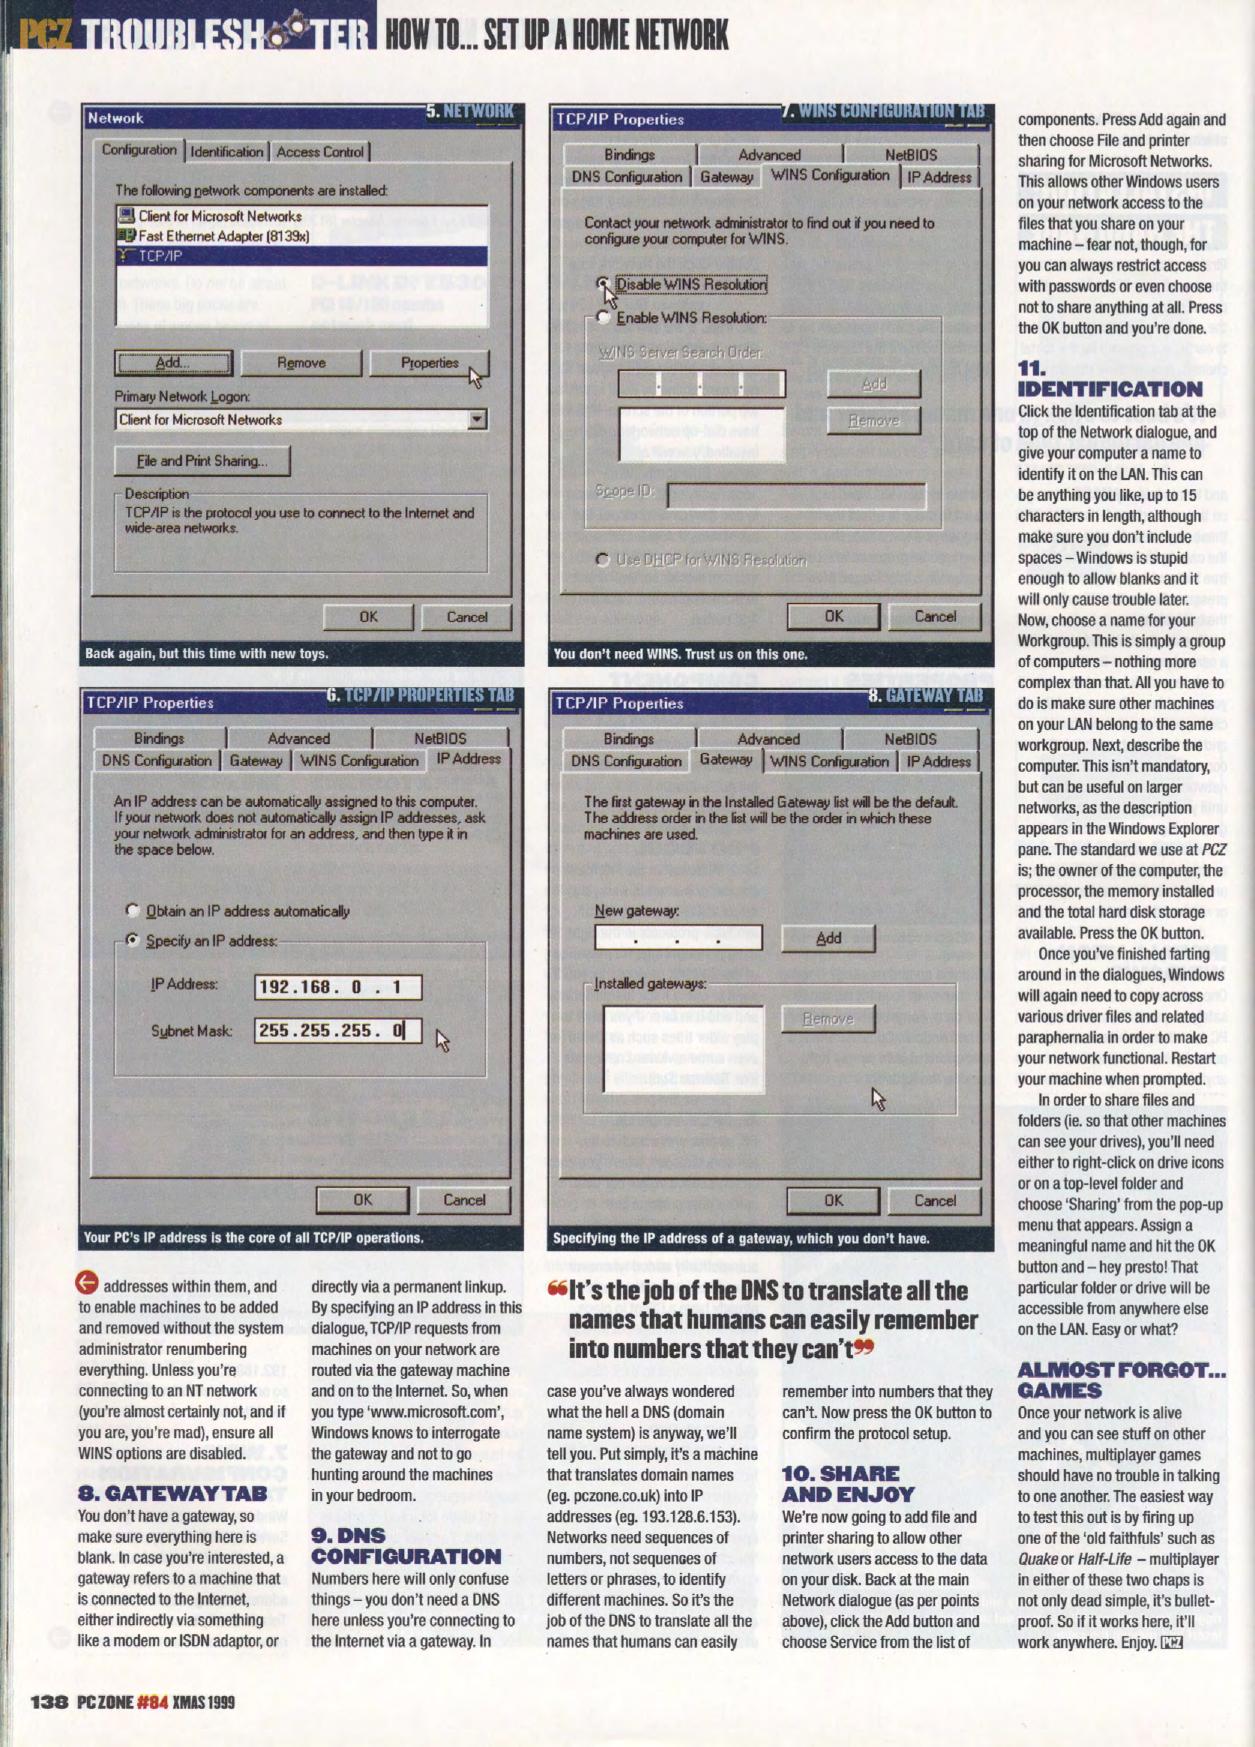 PCZ TROUBLESHOOTER HOW TO... SET UP A HOME NETWORK
5. NETWORK
Network
Configuration Identification Access Control
The following network components are installed:
Client for Microsoft Networks
Fast Ethernet Adapter (8139x)
TCP/IP
Add... Remove Properties
Primary Network Logon:
Client for Microsoft Networks
File and Print Sharing...
Description
TCP/IP is the protocol you use to connect to the Internet and
wide-area networks.
OK Cancel
Back again, but this time with new toys.
7. WINS CONFIGURATION TAB
TCP/IP Properties
Bindings Advanced NetBIOS
DNS Configuration Gateway WINS Configuration IP Address
Contact your network administrator to find out if you need to
configure your computer for WINS.
Disable WINS Resolution
Enable WINS Resolution:
WINS Server Search Order:
. . .
Add
Remove
Scope ID:
Use DHCP for WINS Resolution
OK Cancel
You don't need WINS. Trust us on this one.
6. TCP/IP PROPERTIES TAB
TCP/IP Properties
Bindings Advanced NetBIOS
DNS Configuration Gateway WINS Configuration IP Address
An IP address can be automatically assigned to this computer.
If your network does not automatically assign IP addresses, ask
your network administrator for an address, and then type it in
the space below.
Obtain an IP address automatically
Specify an IP address:
IP Address: 192.168. 0 . 1
Subnet Mask: 255.255.255. 0
OK Cancel
Your PC's IP address is the core of all TCP/IP operations.
8. GATEWAY TAB
TCP/IP Properties
Bindings Advanced NetBIOS
DNS Configuration Gateway WINS Configuration IP Address
The first gateway in the Installed Gateway list will be the default.
The address order in the list will be the order in which these
machines are used.
New gateway:
. . . Add
Installed gateways:
Remove
OK Cancel
Specifying the IP address of a gateway, which you don't have.
addresses within them, and
to enable machines to be added
and removed without the system
administrator renumbering
everything. Unless you're
connecting to an NT network
(you're almost certainly not, and if
you are, you're mad), ensure all
WINS options are disabled.
8. GATEWAY TAB
You don't have a gateway, so
make sure everything here is
blank. In case you're interested, a
gateway refers to a machine that
is connected to the Internet,
either indirectly via something
like a modem or ISDN adaptor, or
directly via a permanent linkup.
By specifying an IP address in this
dialogue, TCP/IP requests from
machines on your network are
routed via the gateway machine
and on to the Internet. So, when
you type 'www.microsoft.com',
Windows knows to interrogate
the gateway and not to go
hunting around the machines
in your bedroom.
9. DNS
CONFIGURATION
Numbers here will only confuse
things – you don't need a DNS
here unless you're connecting to
the Internet via a gateway. In
“It's the job of the DNS to translate all the
names that humans can easily remember
into numbers that they can't”
case you've always wondered
what the hell a DNS (domain
name system) is anyway, we'll
tell you. Put simply, it's a machine
that translates domain names
(eg. pczone.co.uk) into IP
addresses (eg. 193.128.6.153).
Networks need sequences of
numbers, not sequences of
letters or phrases, to identify
different machines. So it's the
job of the DNS to translate all the
names that humans can easily
remember into numbers that they
can't. Now press the OK button to
confirm the protocol setup.
10. SHARE
AND ENJOY
We're now going to add file and
printer sharing to allow other
network users access to the data
on your disk. Back at the main
Network dialogue (as per points
above), click the Add button and
choose Service from the list of
components. Press Add again and
then choose File and printer
sharing for Microsoft Networks.
This allows other Windows users
on your network access to the
files that you share on your
machine – fear not, though, for
you can always restrict access
with passwords or even choose
not to share anything at all. Press
the OK button and you're done.
11.
IDENTIFICATION
Click the Identification tab at the
top of the Network dialogue, and
give your computer a name to
identify it on the LAN. This can
be anything you like, up to 15
characters in length, although
make sure you don't include
spaces – Windows is stupid
enough to allow blanks and it
will only cause trouble later.
Now, choose a name for your
Workgroup. This is simply a group
of computers – nothing more
complex than that. All you have to
do is make sure other machines
on your LAN belong to the same
workgroup. Next, describe the
computer. This isn't mandatory,
but can be useful on larger
networks, as the description
appears in the Windows Explorer
pane. The standard we use at PCZ
is; the owner of the computer, the
processor, the memory installed
and the total hard disk storage
available. Press the OK button.
Once you've finished farting
around in the dialogues, Windows
will again need to copy across
various driver files and related
paraphernalia in order to make
your network functional. Restart
your machine when prompted.
In order to share files and
folders (ie. so that other machines
can see your drives), you'll need
either to right-click on drive icons
or on a top-level folder and
choose 'Sharing' from the pop-up
menu that appears. Assign a
meaningful name and hit the OK
button and – hey presto! That
particular folder or drive will be
accessible from anywhere else
on the LAN. Easy or what?
ALMOST FORGOT...
GAMES
Once your network is alive
and you can see stuff on other
machines, multiplayer games
should have no trouble in talking
to one another. The easiest way
to test this out is by firing up
one of the 'old faithfuls' such as
Quake or Half-Life – multiplayer
in either of these two chaps is
not only dead simple, it's bullet-
proof. So if it works here, it'll
work anywhere. Enjoy. PCZ
138 PC ZONE #84 XMAS 1999